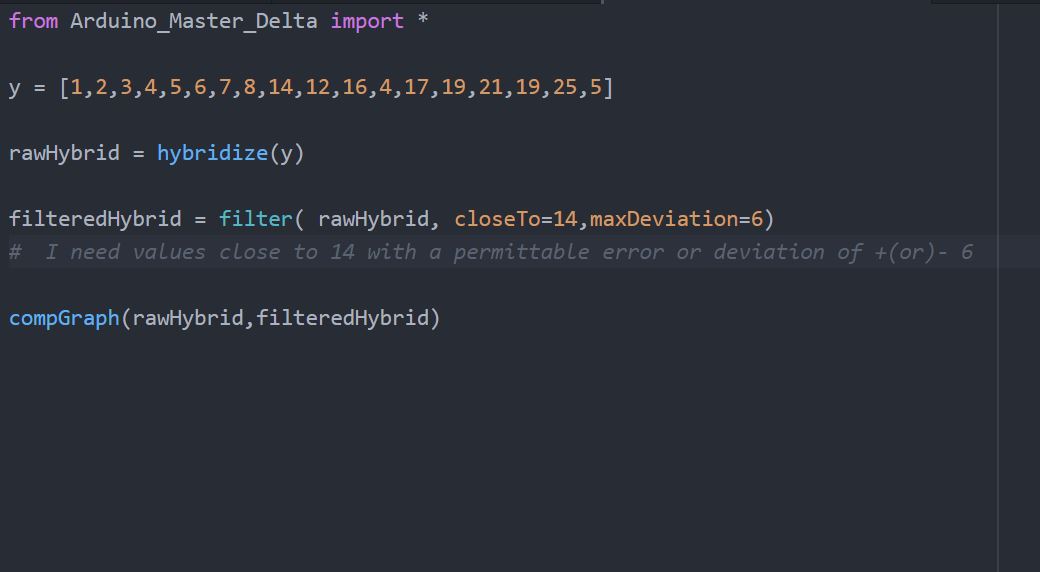 from Arduino_Master_Delta import *
y = [1,2,3,4,5,6,7,8,14,12,16,4,17,19,21,19,25,5]
rawHybrid = hybridize(y)
filteredHybrid = filter( rawHybrid, closeTo=14,maxDeviation=6)
#  I need values close to 14 with a permittable error or deviation of +(or)- 6
compGraph(rawHybrid,filteredHybrid)